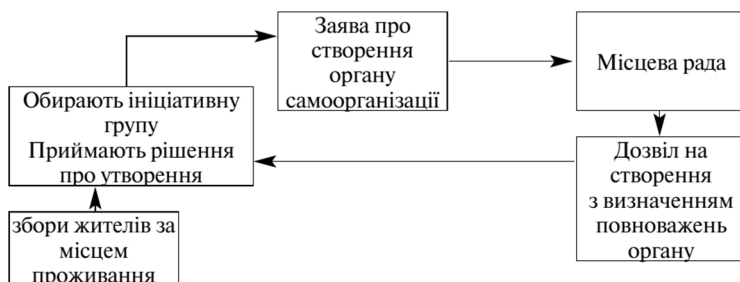 Заява про
створення
органу
самоорганізації
Місцева рада
Обирають ініціативну
групу
Приймають рішення
про утворення
Дозвіл на
створення
з визначенням
повноважень
органу
збори жителів за
місцем
проживання